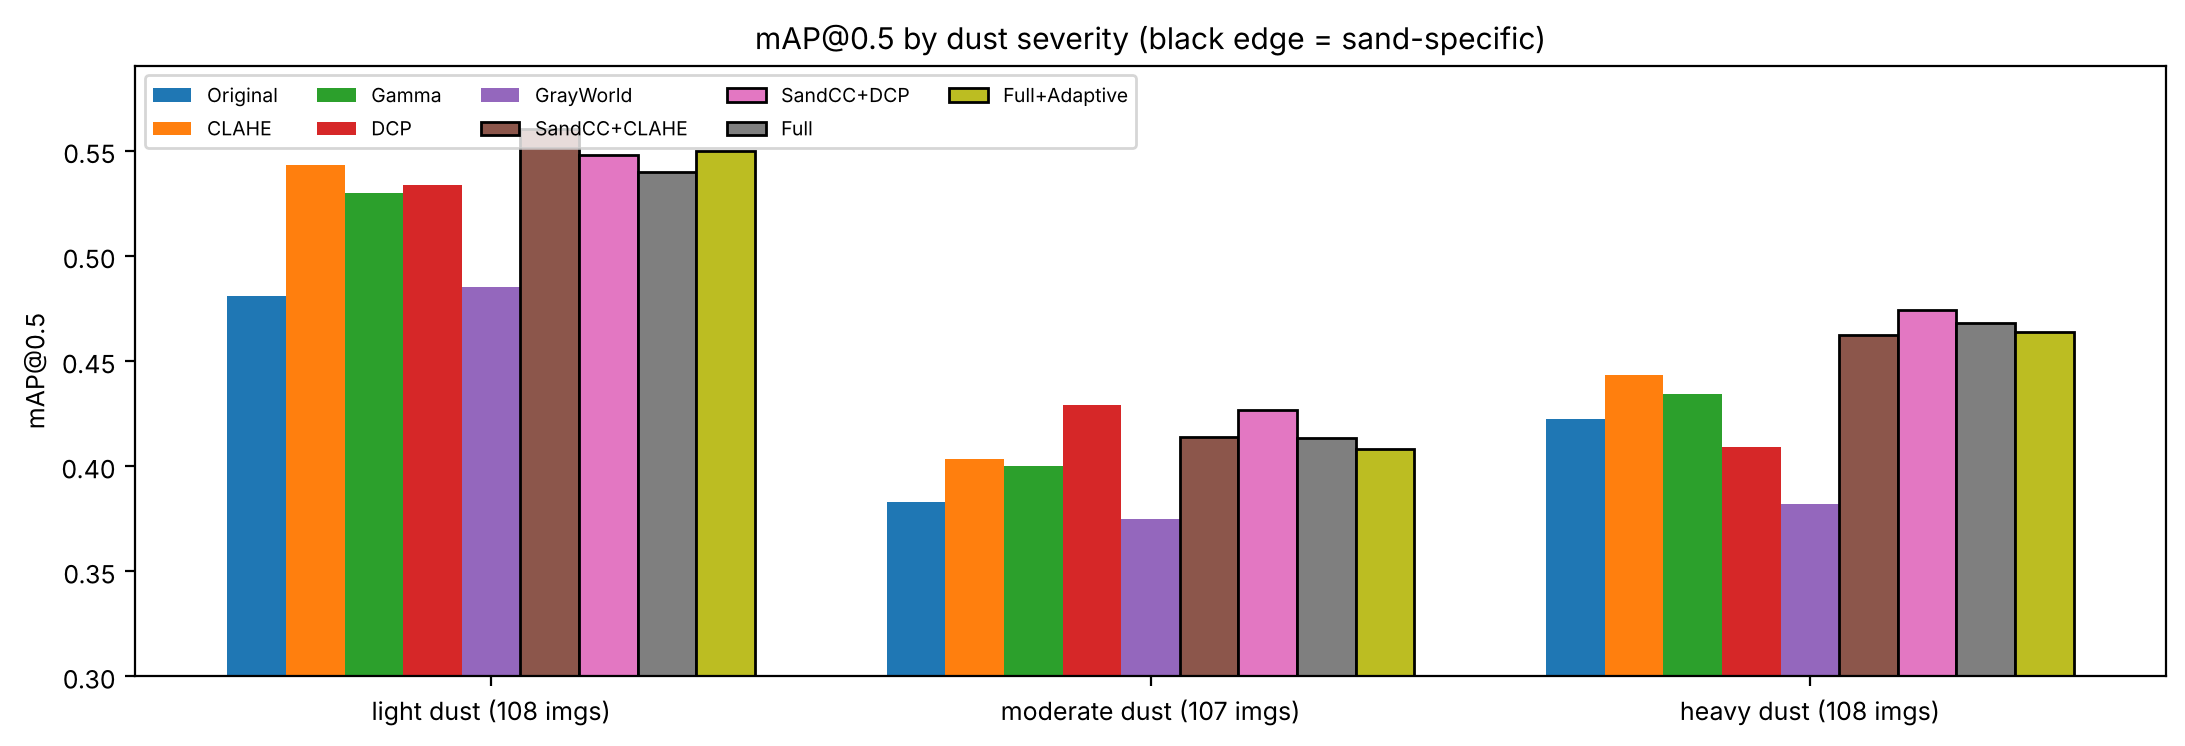 mAP@0.5 by dust severity (black edge = sand-specific)
Original Gamma GrayWorld SandCC+DCP Full+Adaptive
CLAHE DCP SandCC+CLAHE Full
mAP@0.5
0.55
0.50
0.45
0.40
0.35
0.30
light dust (108 imgs) moderate dust (107 imgs) heavy dust (108 imgs)